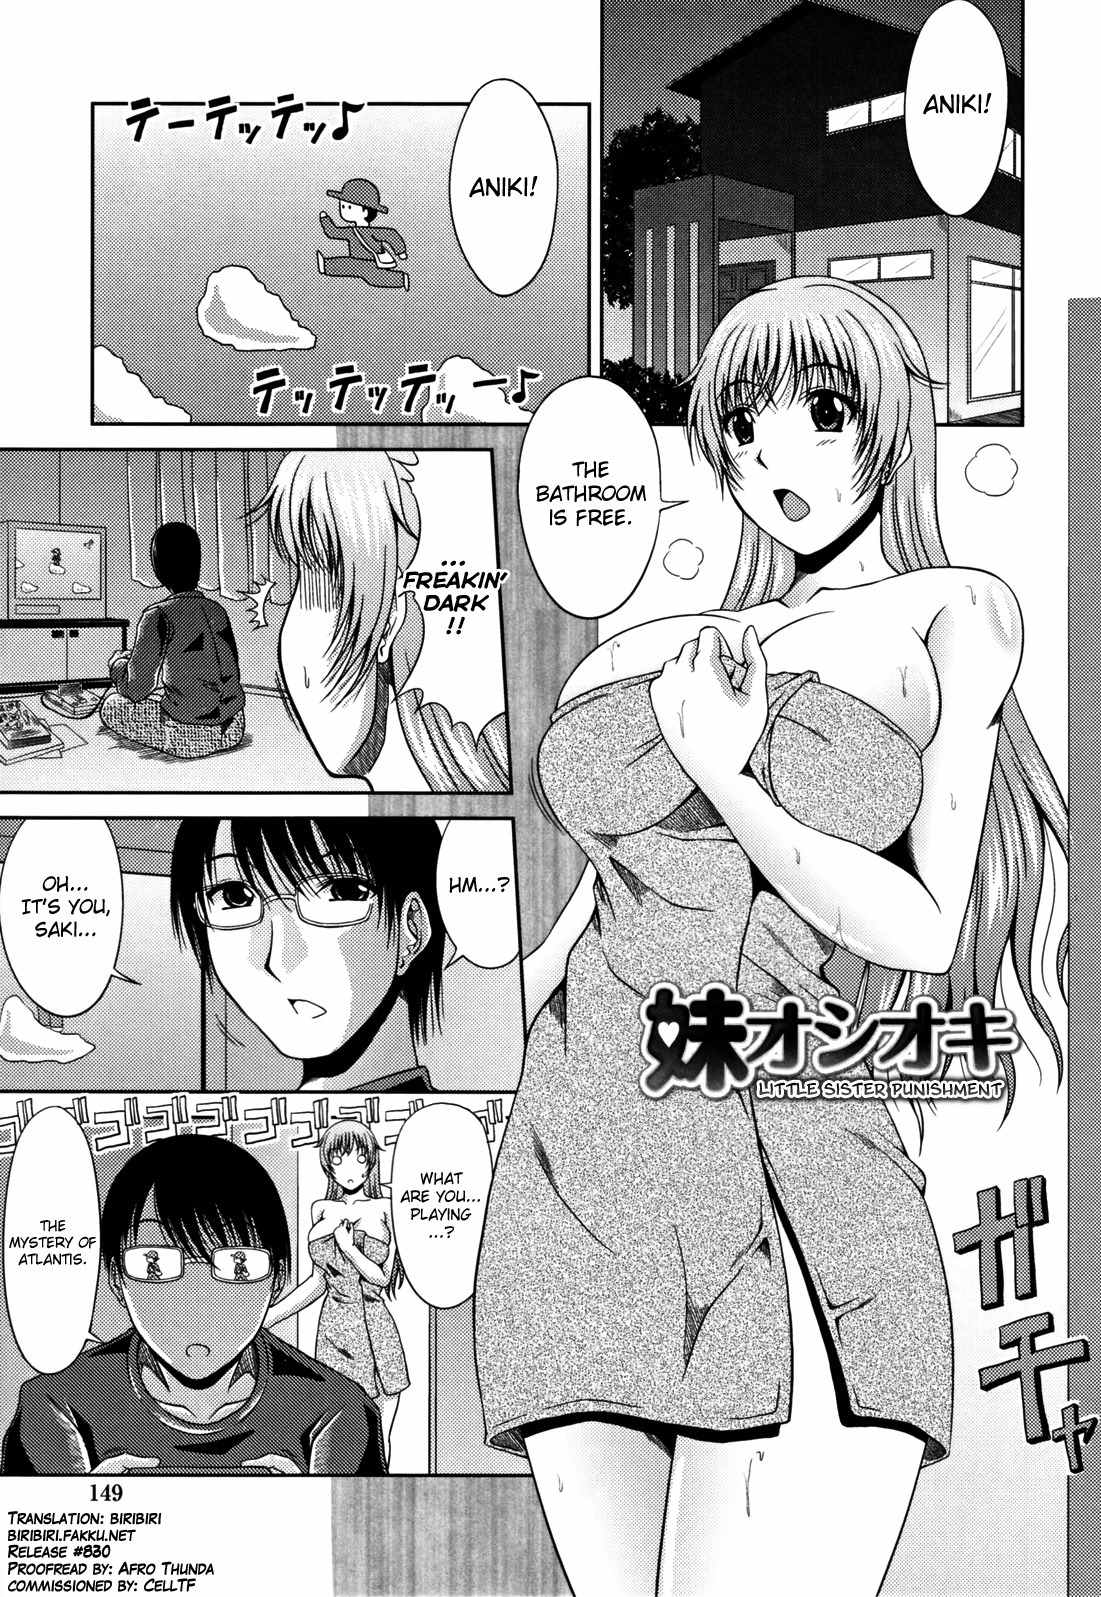 ANIKI!
ANIKI!
テーテッテッ♪
テッテッテッー♪
THE
BATHROOM
IS FREE.
...
FREAKIN'
DARK
!!
HM...?
OH...
IT'S YOU,
SAKI...
妹オシオキ
LITTLE SISTER PUNISHMENT
ガチャ
WHAT
ARE YOU...
PLAYING
...?
THE
MYSTERY OF
ATLANTIS.
149
TRANSLATION: BIRIBIRI
BIRIBIRI.FAKKU.NET
RELEASE #830
PROOFREAD BY: AFRO THUNDA
COMMISSIONED BY: CELLTF